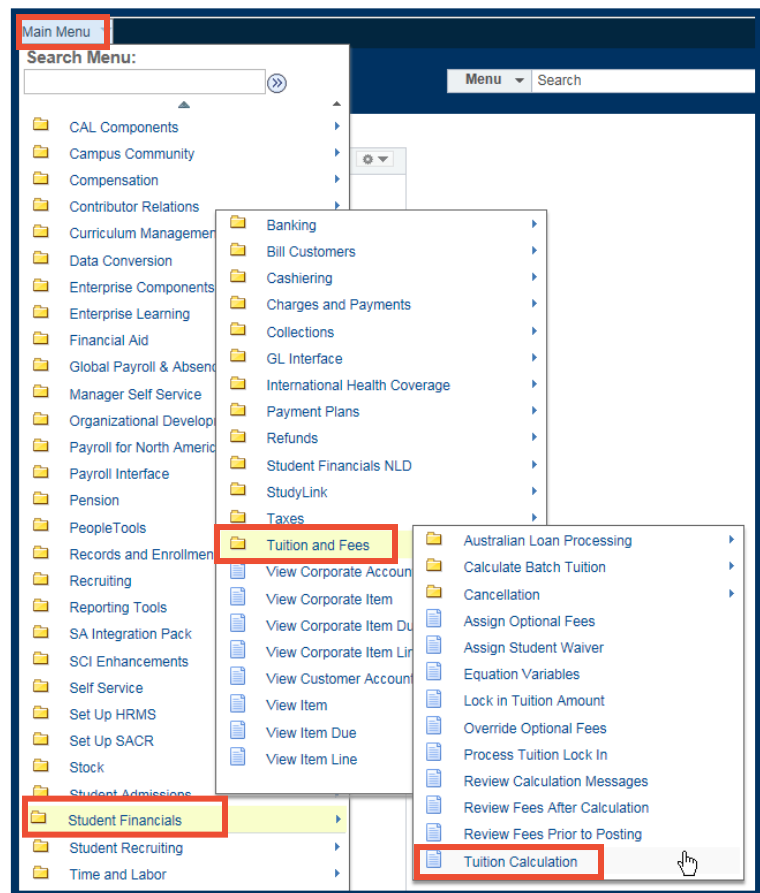 Main Menu
Search Menu:
Menu
Search
CAL Components
Campus Community
Compensation
Contributor Relations
Curriculum Managemen
Data Conversion
Enterprise Components
Enterprise Learning
Financial Aid
Global Payroll & Absenc
Manager Self Service
Organizational Develop
Payroll for North Americ
Payroll Interface
Pension
PeopleTools
Records and Enrollmen
Recruiting
Reporting Tools
SA Integration Pack
SCI Enhancements
Self Service
Set Up HRMS
Set Up SACR
Stock
Student Admissions
Student Financials
Student Recruiting
Time and Labor
Banking
Bill Customers
Cashiering
Charges and Payments
Collections
GL Interface
International Health Coverage
Payment Plans
Refunds
Student Financials NLD
StudyLink
Taxes
Tuition and Fees
View Corporate Accoun
View Corporate Item
View Corporate Item Du
View Corporate Item Lin
View Customer Account
View Item
View Item Due
View Item Line
Australian Loan Processing
Calculate Batch Tuition
Cancellation
Assign Optional Fees
Assign Student Waiver
Equation Variables
Lock in Tuition Amount
Override Optional Fees
Process Tuition Lock In
Review Calculation Messages
Review Fees After Calculation
Review Fees Prior to Posting
Tuition Calculation